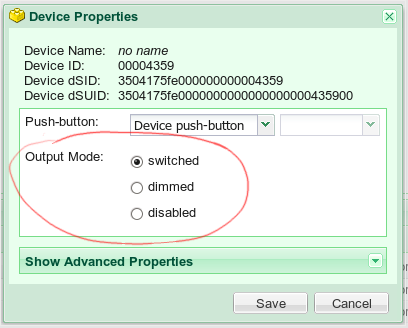 Device Properties
Device Name: no name
Device ID: 00004359
Device dSID: 3504175fe000000000004359
Device dSUID: 3504175fe0000000000000000000435900
Push-button: Device push-button
Output Mode: switched
dimmed
disabled
Show Advanced Properties
Save Cancel